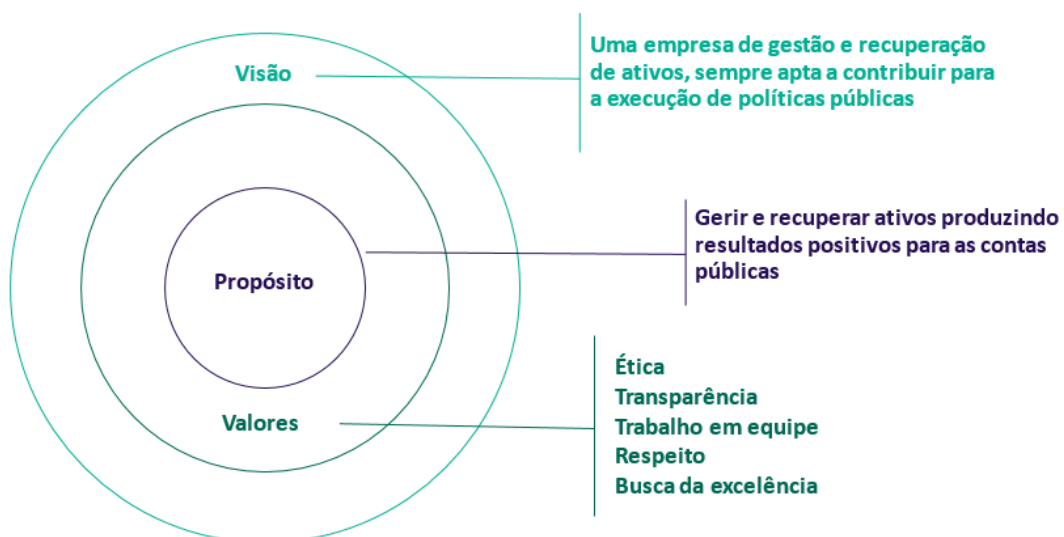 Visão
Uma empresa de gestão e recuperação
de ativos, sempre apta a contribuir para
a execução de políticas públicas
Propósito
Gerir e recuperar ativos produzindo
resultados positivos para as contas
públicas
Valores
Ética
Transparência
Trabalho em equipe
Respeito
Busca da excelência